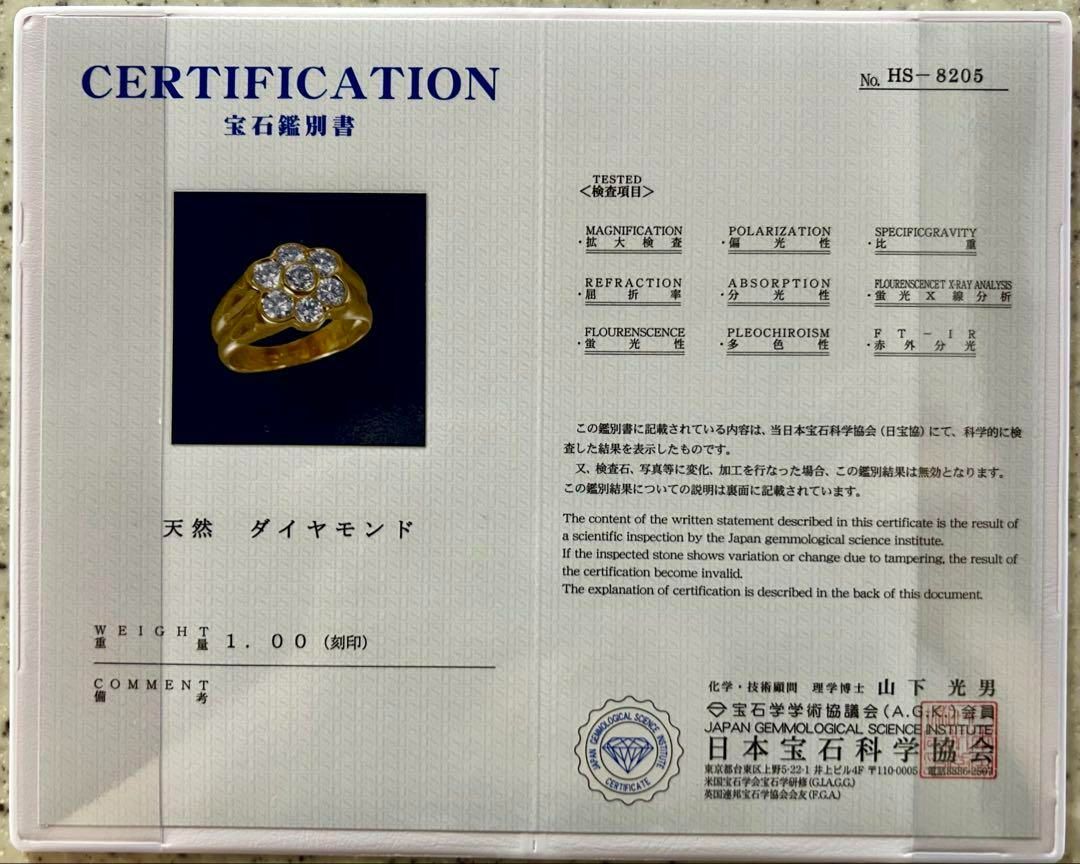 CERTIFICATION
宝石鑑別書
No. HS-8205
天然 ダイヤモンド
WEIGHT
重量 1.00 (刻印)
COMMENT
備考
TESTED
<検査項目>
MAGNIFICATION
・拡大検査
POLARIZATION
・偏光性
SPECIFICGRAVITY
・比重
REFRACTION
・屈折率
ABSORPTION
・分光性
FLOURENSCENCET X-RAY ANALYSIS
・蛍光X線分析
FLOURENSCENCE
・蛍光性
PLEOCHIROISM
・多色性
FT-IR
・赤外分光
この鑑別書に記載されている内容は、当日本宝石科学協会(日宝協)にて、科学的に検
査した結果を表示したものです。
又、検査石、写真等に変化、加工を行なった場合、この鑑別結果は無効となります。
この鑑別結果についての説明は裏面に記載されています。
The content of the written statement described in this certificate is the result of
a scientific inspection by the Japan gemmological science institute.
If the inspected stone shows variation or change due to tampering, the result of
the certification become invalid.
The explanation of certification is described in the back of this document.
JAPAN GEMMOLOGICAL SCIENCE INSTITUTE
CERTIFICATE
化学・技術顧問 理学博士 山下光男
宝石学学術協議会(A.G.K.)会員
JAPAN GEMMOLOGICAL SCIENCE INSTITUTE
日本宝石科学協会
東京都台東区上野5-22-1 井上ビル4F 〒110-0005 電話8836-2507
米国宝石学会宝石学研修(G.I.A.G.G.)
英国連邦宝石学協会会友(F.G.A.)